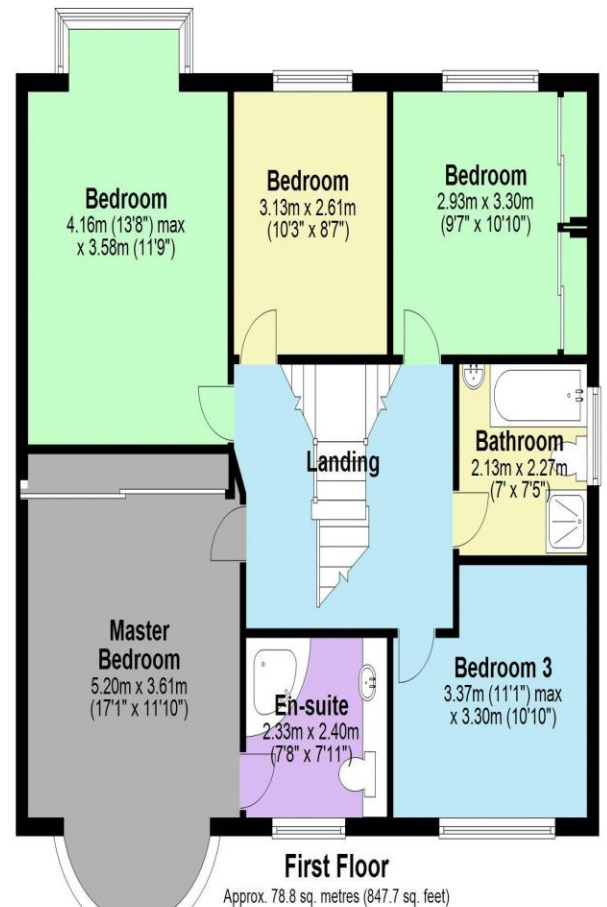 Bedroom
4.16m (13'8") max
x 3.58m (11'9")
Bedroom
3.13m x 2.61m
(10'3" x 8'7")
Bedroom
2.93m x 3.30m
(9'7" x 10'10")
Landing
Bathroom
2.13m x 2.27m
(7' x 7'5")
Master
Bedroom
5.20m x 3.61m
(17'1" x 11'10")
En-suite
2.33m x 2.40m
(7'8" x 7'11")
Bedroom 3
3.37m (11'1") max
x 3.30m (10'10")
First Floor
Approx. 78.8 sq. metres (847.7 sq. feet)